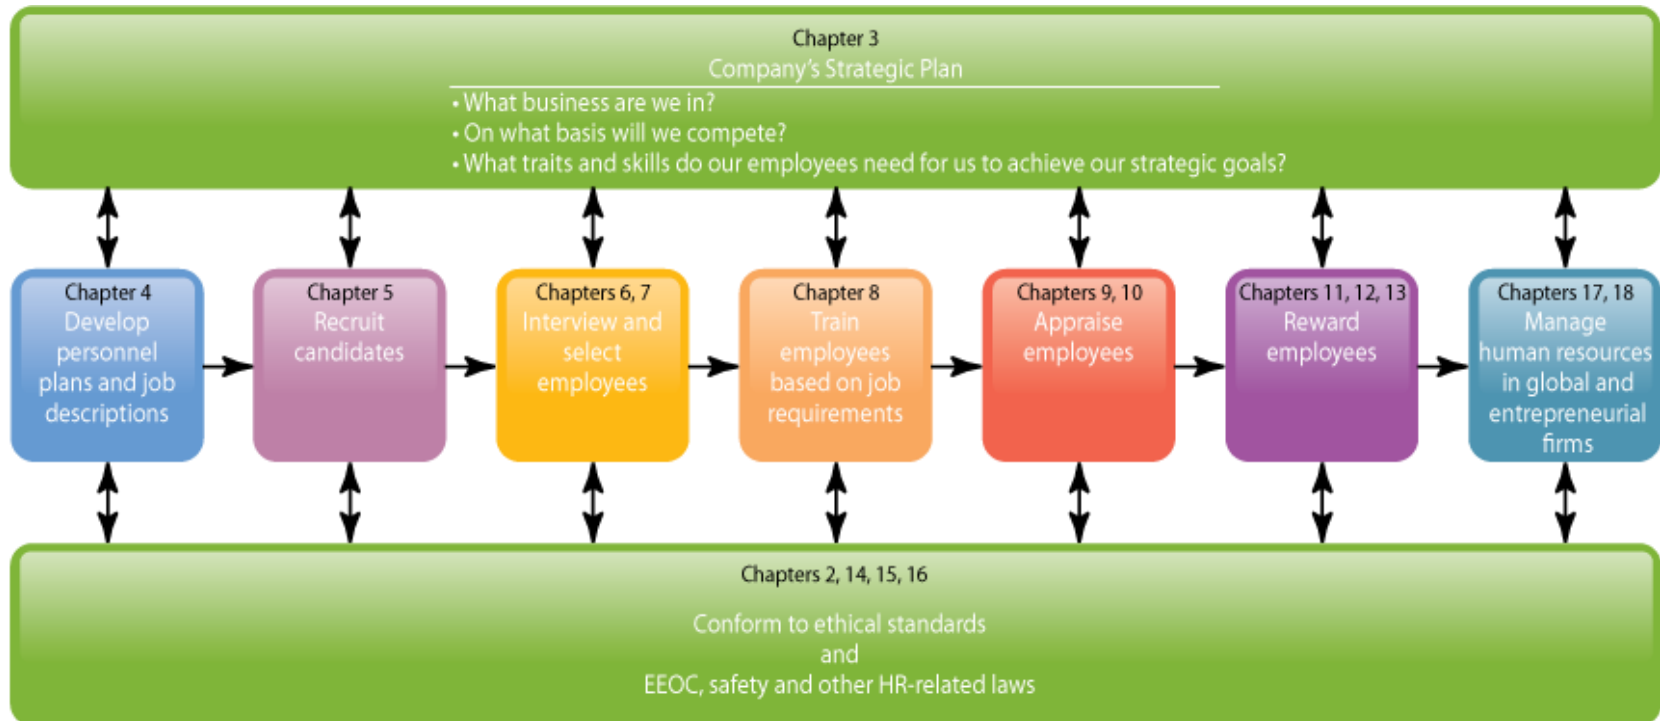 Chapter 3
Company's Strategic Plan
• What business are we in?
• On what basis will we compete?
• What traits and skills do our employees need for us to achieve our strategic goals?
Chapter 4
Develop
personnel
plans and job
descriptions
Chapter 5
Recruit
candidates
Chapters 6, 7
Interview and
select
employees
Chapter 8
Train
employees
based on job
requirements
Chapters 9, 10
Appraise
employees
Chapters 11, 12, 13
Reward
employees
Chapters 17, 18
Manage
human resources
in global and
entrepreneurial
firms
Chapters 2, 14, 15, 16
Conform to ethical standards
and
EEOC, safety and other HR-related laws